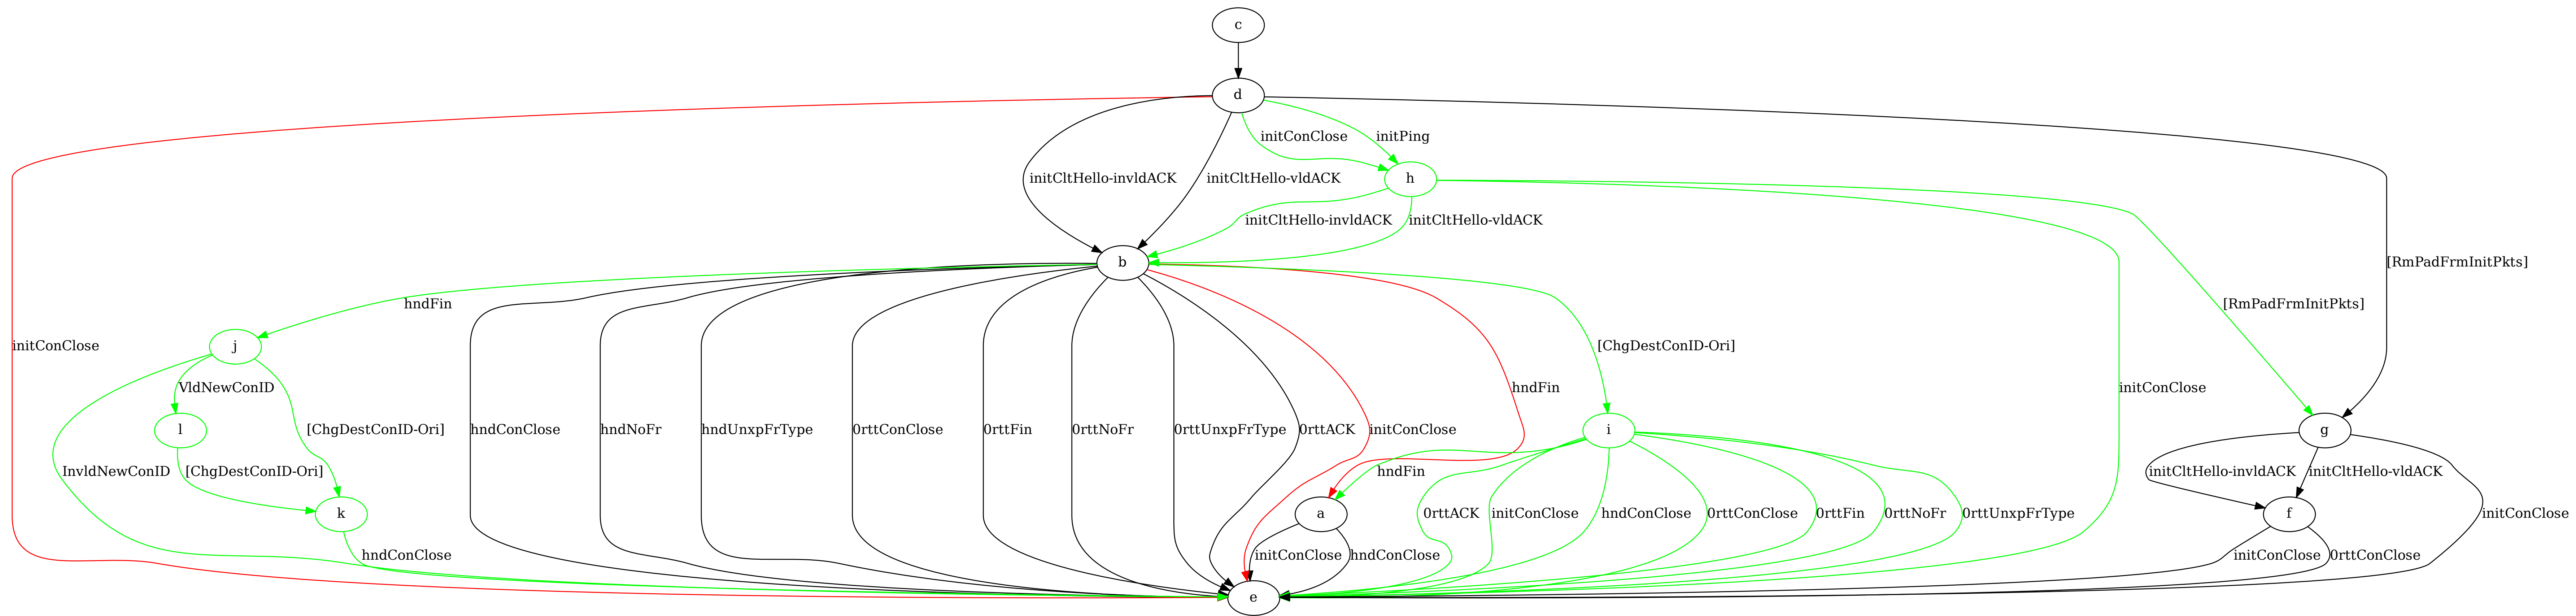 c
d
initConClose
initPing
initCltHello-invldACK
initCltHello-vldACK
h
initCltHello-invldACK
initCltHello-vldACK
b
[RmPadFrmInitPkts]
hndFin
[RmPadFrmInitPkts]
j
initConClose
[ChgDestConID-Ori]
VldNewConID
hndFin
initConClose
l
[ChgDestConID-Ori]
hndConClose
hndNoFr
hndUnxpFrType
0rttConClose
0rttFin
0rttNoFr
0rttUnxpFrType
0rttACK
initConClose
i
g
InvldNewConID
[ChgDestConID-Ori]
hndFin
initCltHello-invldACK
initCltHello-vldACK
k
a
0rttACK
initConClose
hndConClose
0rttConClose
0rttFin
0rttNoFr
0rttUnxpFrType
f
initConClose
hndConClose
initConClose
hndConClose
initConClose
0rttConClose
e